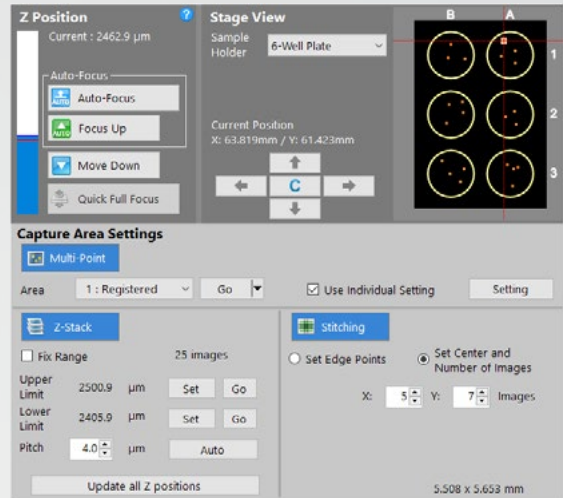 Z Position
?
Current : 2462.9 µm
Auto-Focus
AUTO
Auto-Focus
AUTO
Focus Up
Move Down
Quick Full Focus
Stage View
Sample
Holder
6-Well Plate
Current Position
X: 63.819mm / Y: 61.423mm
C
B A
1
2
3
Capture Area Settings
Multi-Point
Area 1 : Registered Go Use Individual Setting Setting
Z-Stack
Fix Range 25 images
Upper
Limit
2500.9 µm Set Go
Lower
Limit
2405.9 µm Set Go
Pitch 4.0 µm Auto
Update all Z positions
Stitching
Set Edge Points
Set Center and
Number of Images
X: 5 Y: 7 Images
5.508 x 5.653 mm